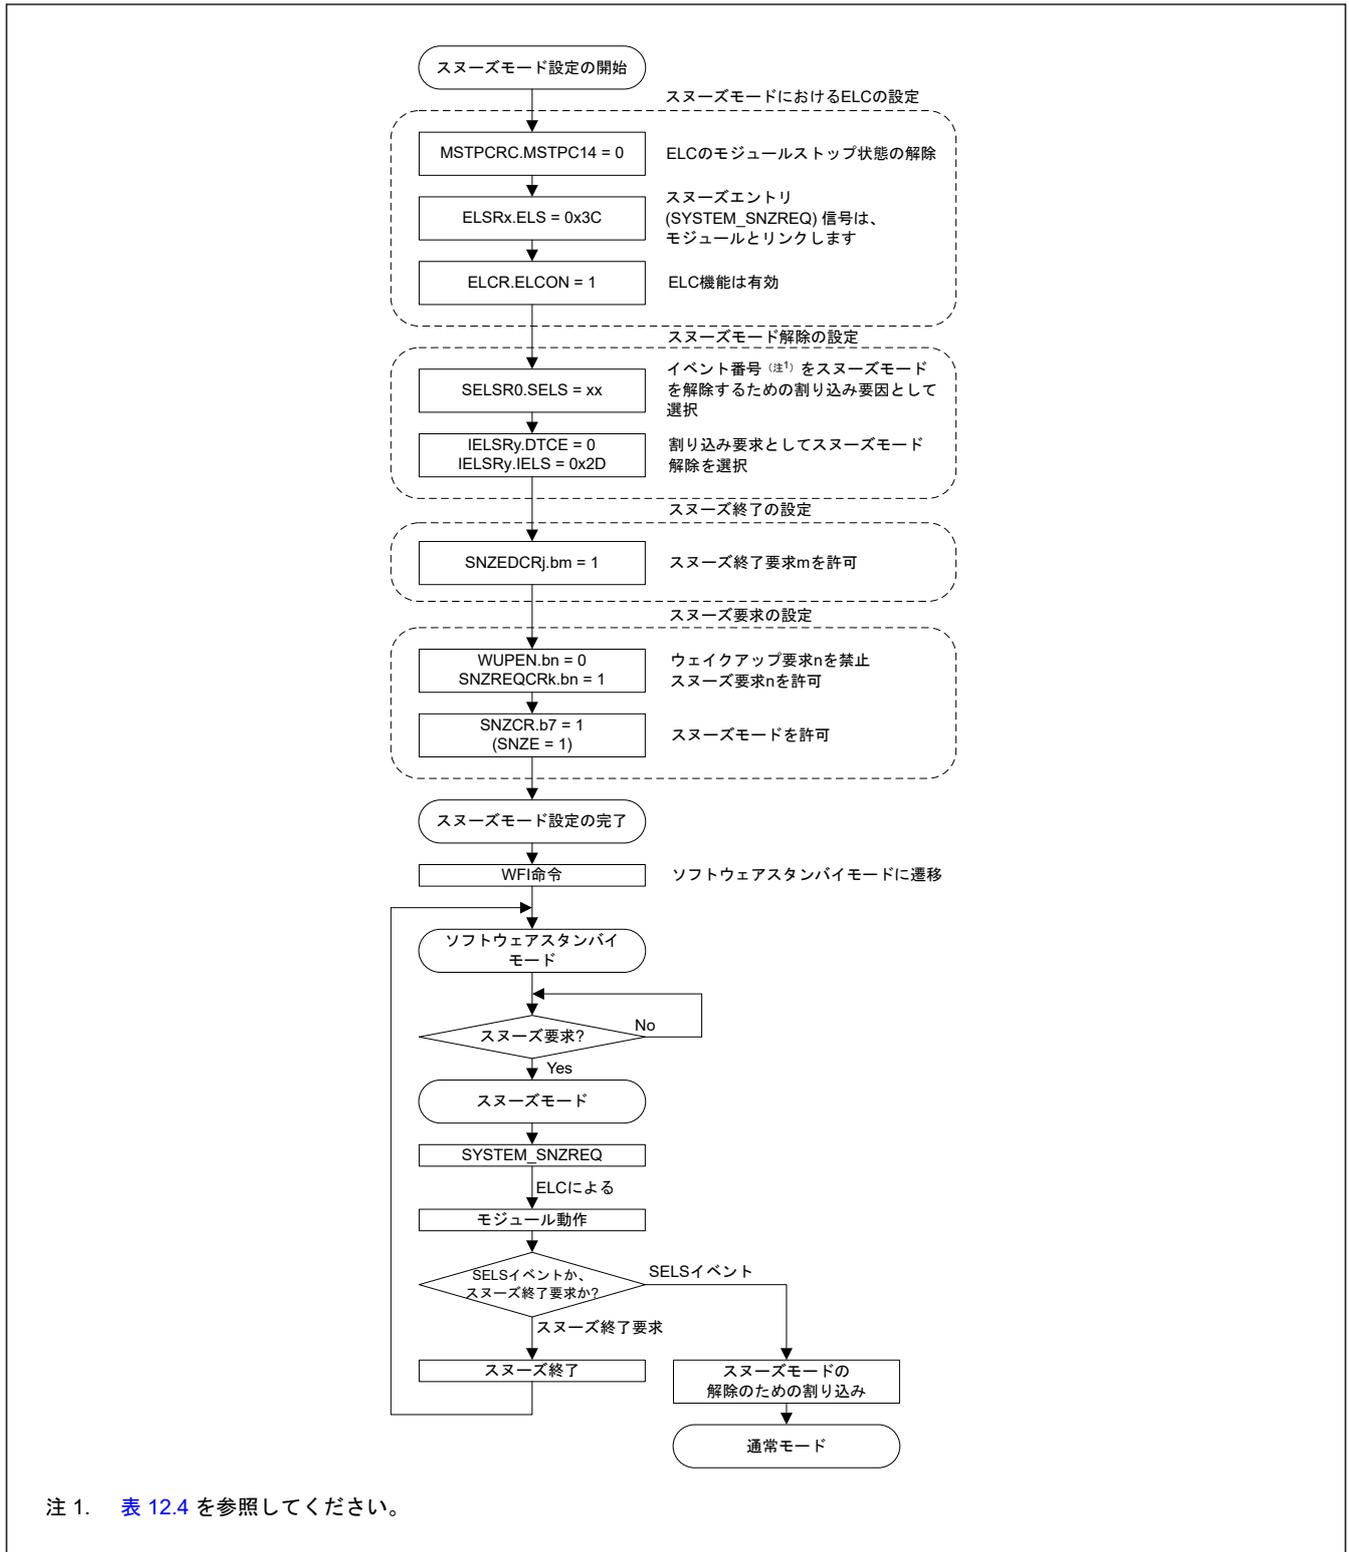 スヌーズモード設定の開始
スヌーズモードにおけるELCの設定
MSTPCRC.MSTPC14 = 0
ELCのモジュールストップ状態の解除
ELSRx.ELS = 0x3C
スヌーズエントリ
(SYSTEM_SNZREQ) 信号は、
モジュールとリンクします
ELCR.ELCON = 1
ELC機能は有効
スヌーズモード解除の設定
SELSR0.SELS = xx
イベント番号（注1）をスヌーズモード
を解除するための割り込み要因として
選択
IELSRy.DTCE = 0
IELSRy.IELS = 0x2D
割り込み要求としてスヌーズモード
解除を選択
スヌーズ終了の設定
SNZEDCRj.bm = 1
スヌーズ終了要求mを許可
スヌーズ要求の設定
WUPEN.bn = 0
SNZREQCRk.bn = 1
ウェイクアップ要求nを禁止
スヌーズ要求nを許可
SNZCR.b7 = 1
(SNZE = 1)
スヌーズモードを許可
スヌーズモード設定の完了
WFI命令
ソフトウェアスタンバイモードに遷移
ソフトウェアスタンバイ
モード
スヌーズ要求?
No
Yes
スヌーズモード
SYSTEM_SNZREQ
ELCによる
モジュール動作
SELSイベントか、
スヌーズ終了要求か?
SELSイベント
スヌーズ終了要求
スヌーズ終了
スヌーズモードの
解除のための割り込み
通常モード
注 1. 表 12.4 を参照してください。